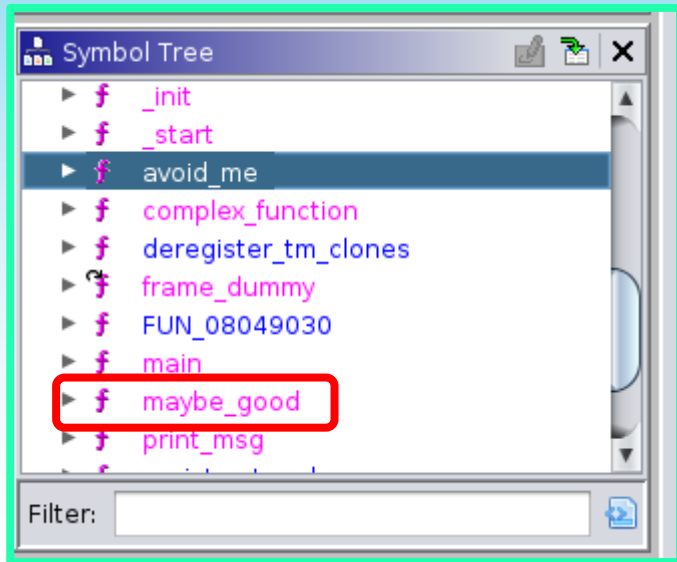 Symbol Tree
f _init
f _start
f avoid_me
f complex_function
f deregister_tm_clones
f frame_dummy
f FUN_08049030
f main
f maybe_good
f print_msg
Filter: